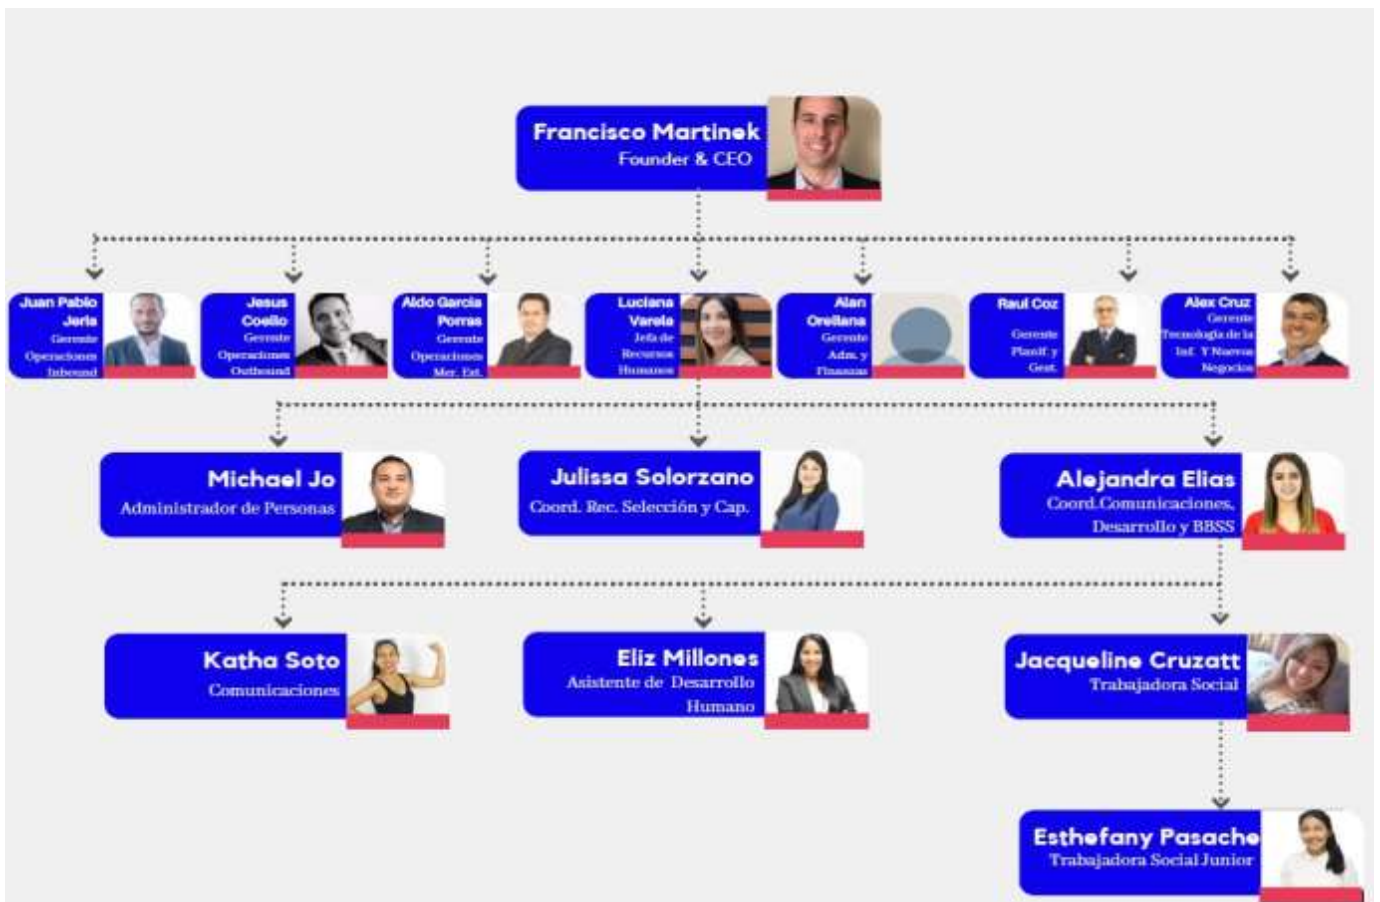 Francisco Martinek
Founder & CEO
Juan Pablo
Jeria
Gerente
Operaciones
Inbound
Jesus
Coello
Gerente
Operaciones
Outbound
Aldo Garcia
Porras
Gerente
Operaciones
Mer. Ext.
Luciana
Varela
Jefa de
Recursos
Humanos
Alan
Orellana
Gerente
Adm. y
Finanzas
Raul Coz
Gerente
Planif. y
Gest.
Alex Cruz
Gerente
Tecnología de la
Inf. Y Nuevos
Negocios
Michael Jo
Administrador de Personas
Julissa Solorzano
Coord. Rec. Selección y Cap.
Alejandra Elias
Coord.Comunicaciones,
Desarrollo y BBSS
Katha Soto
Comunicaciones
Eliz Millones
Asistente de Desarrollo
Humano
Jacqueline Cruzatt
Trabajadora Social
Esthefany Pasache
Trabajadora Social Junior